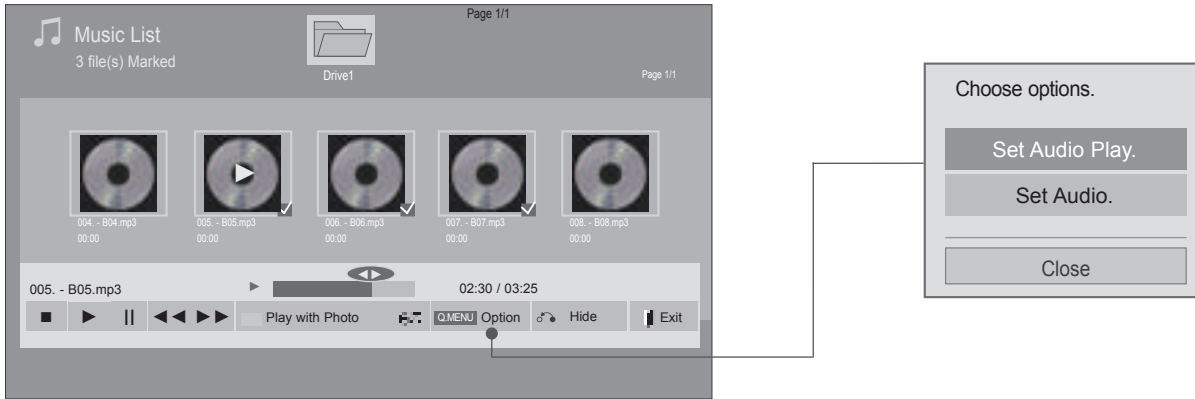 Page 1/1
Music List
3 file(s) Marked
Drive1
Page 1/1
004. - B04.mp3
00:00
005. - B05.mp3
00:00
006. - B06.mp3
00:00
007. - B07.mp3
00:00
008. - B08.mp3
00:00
005. - B05.mp3
02:30 / 03:25
Play with Photo
Q.MENU Option
Hide
Exit
Choose options.
Set Audio Play.
Set Audio.
Close